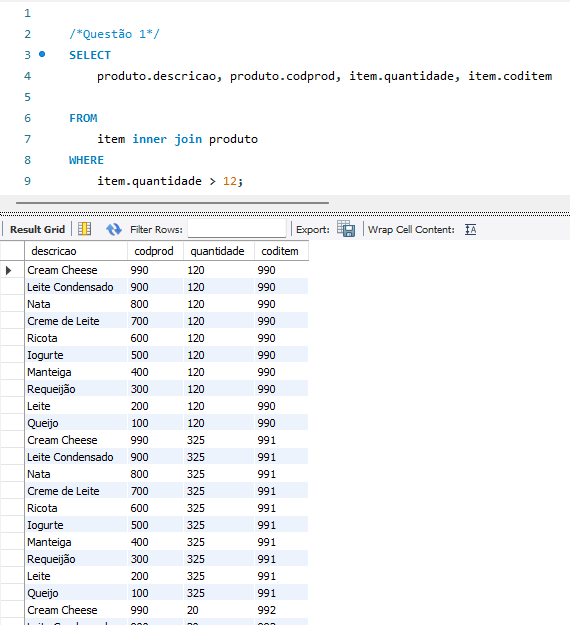 1
2 /*Questão 1*/
3 SELECT
4 produto.descricao, produto.codprod, item.quantidade, item.coditem
5
6 FROM
7 item inner join produto
8 WHERE
9 item.quantidade > 12;
Result Grid Filter Rows: Export: Wrap Cell Content: IA
descricao codprod quantidade coditem
Cream Cheese 990 120 990
Leite Condensado 900 120 990
Nata 800 120 990
Creme de Leite 700 120 990
Ricota 600 120 990
Iogurte 500 120 990
Manteiga 400 120 990
Requeijão 300 120 990
Leite 200 120 990
Queijo 100 120 990
Cream Cheese 990 325 991
Leite Condensado 900 325 991
Nata 800 325 991
Creme de Leite 700 325 991
Ricota 600 325 991
Iogurte 500 325 991
Manteiga 400 325 991
Requeijão 300 325 991
Leite 200 325 991
Queijo 100 325 991
Cream Cheese 990 20 992